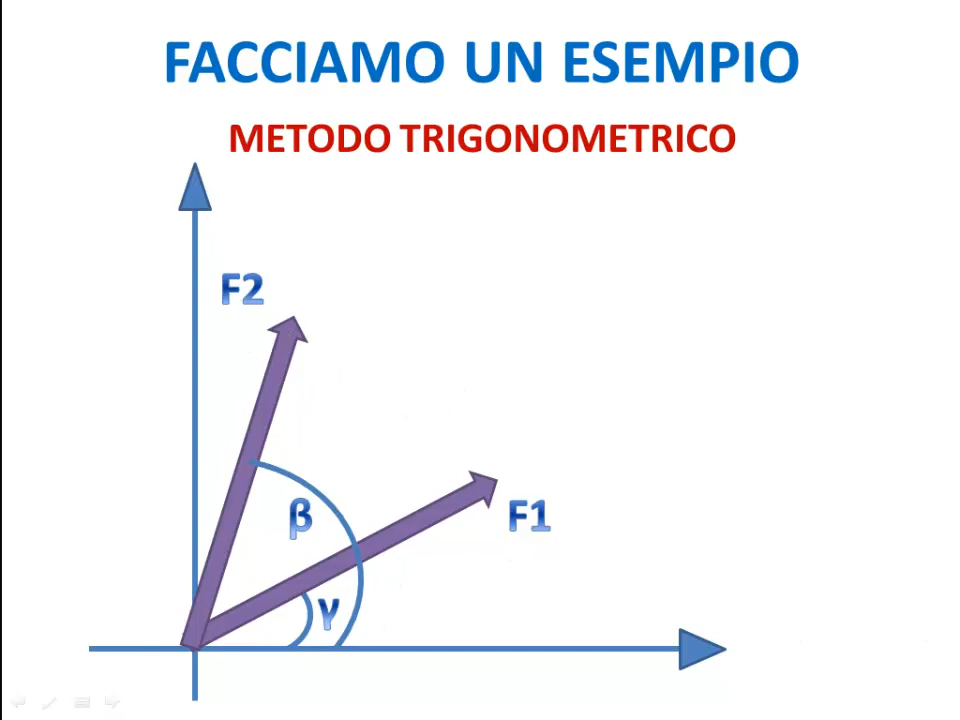 FACCIAMO UN ESEMPIO
METODO TRIGONOMETRICO
F2
β
F1
γ